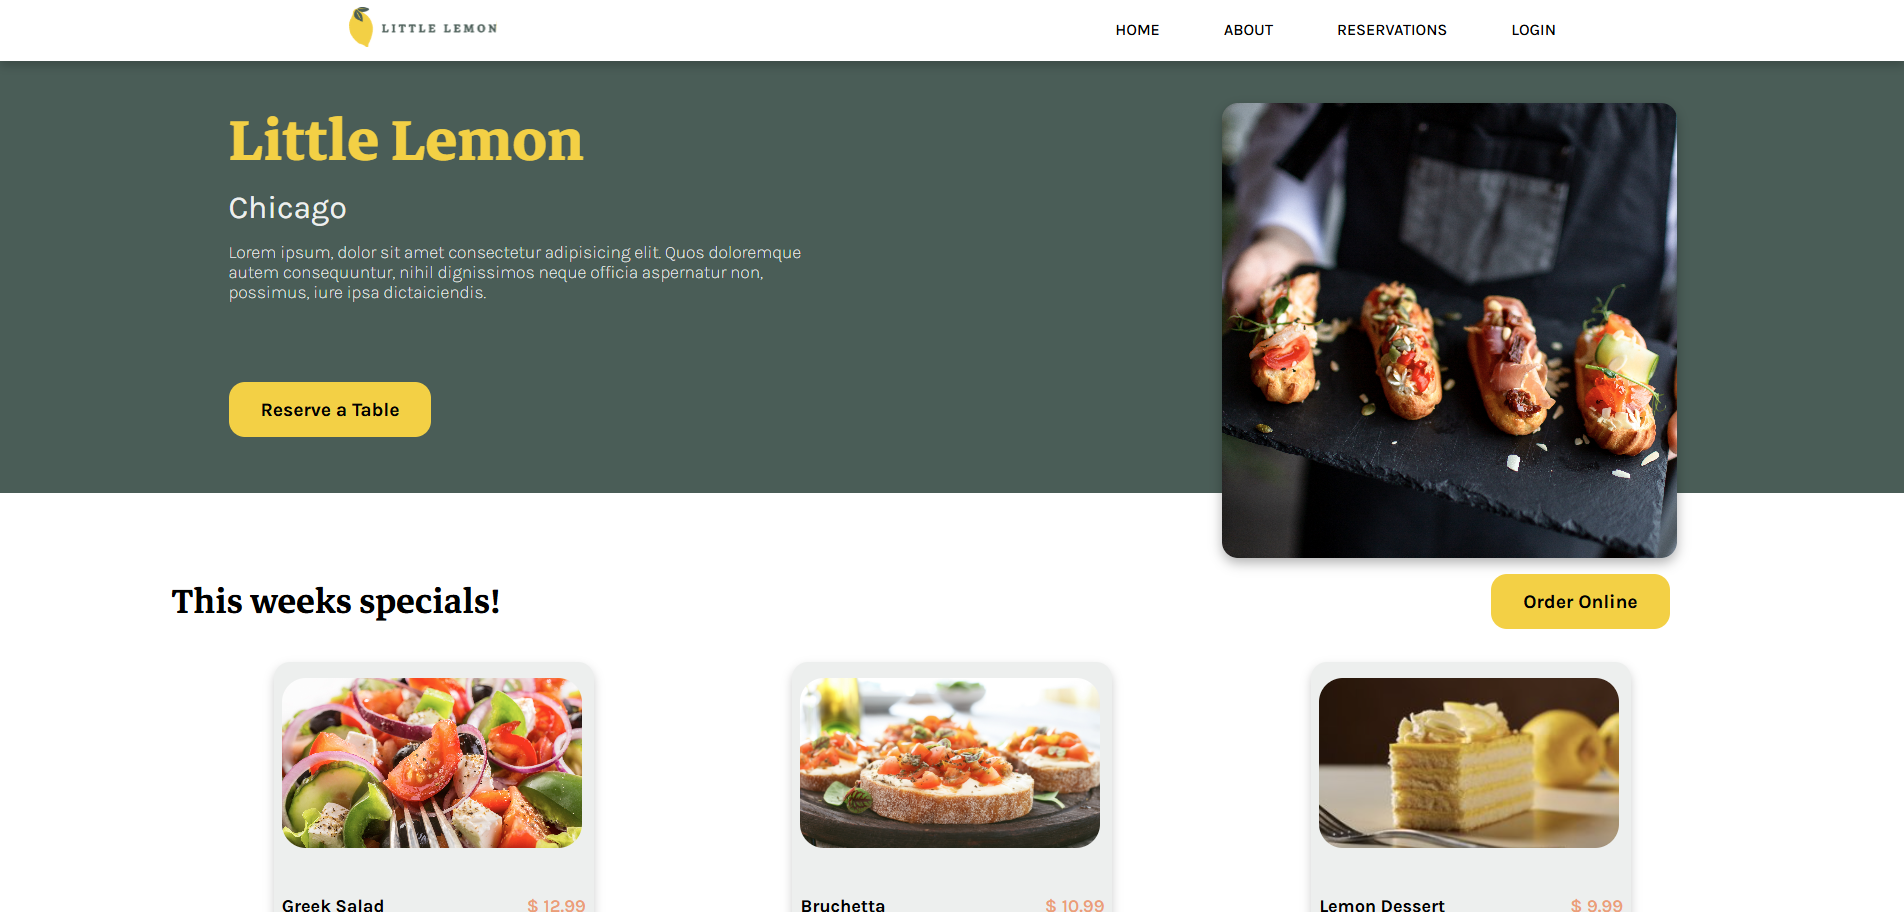 LITTLE LEMON
HOME ABOUT RESERVATIONS LOGIN
Little Lemon
Chicago
Lorem ipsum, dolor sit amet consectetur adipisicing elit. Quos doloremque
autem consequuntur, nihil dignissimos neque officia aspernatur non,
possimus, iure ipsa dictaiciendis.
Reserve a Table
This weeks specials!
Order Online
Greek Salad $ 12.99
Bruchetta $ 10.99
Lemon Dessert $ 9.99